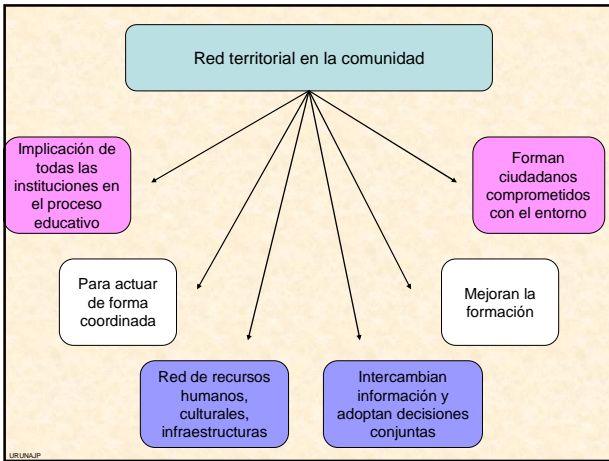 Red territorial en la comunidad
Implicación de
todas las
instituciones en
el proceso
educativo
Forman
ciudadanos
comprometidos
con el entorno
Para actuar
de forma
coordinada
Mejoran la
formación
Red de recursos
humanos,
culturales,
infraestructuras
Intercambian
información y
adoptan decisiones
conjuntas
URUNAJP